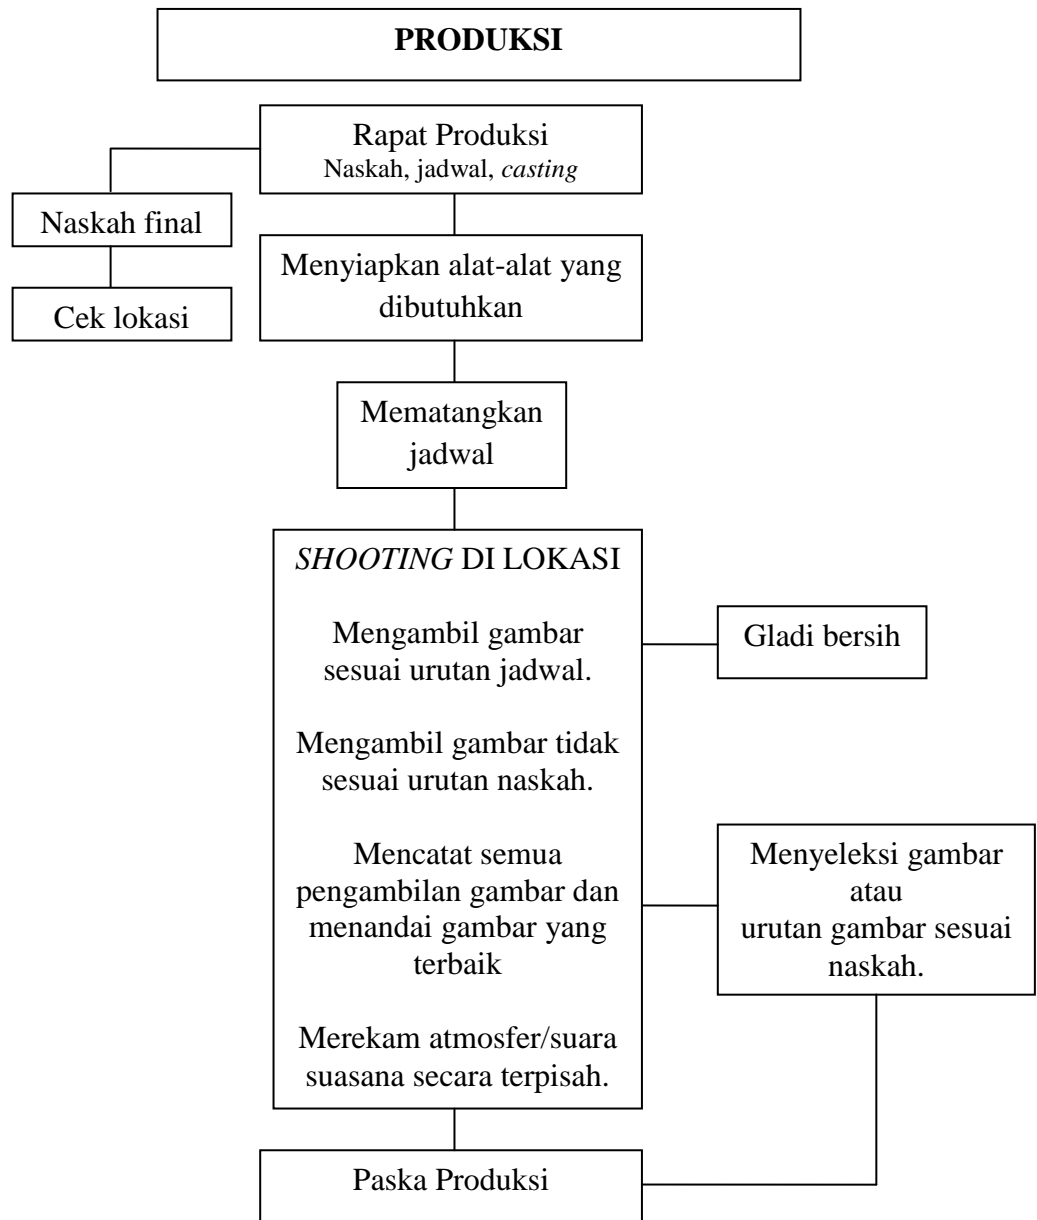 PRODUKSI
Rapat Produksi
Naskah, jadwal, casting
Naskah final
Menyiapkan alat-alat yang
dibutuhkan
Cek lokasi
Mematangkan
jadwal
SHOOTING DI LOKASI
Mengambil gambar
sesuai urutan jadwal.
Mengambil gambar tidak
sesuai urutan naskah.
Mencatat semua
pengambilan gambar dan
menandai gambar yang
terbaik
Merekam atmosfer/suara
suasana secara terpisah.
Gladi bersih
Menyeleksi gambar
atau
urutan gambar sesuai
naskah.
Paska Produksi